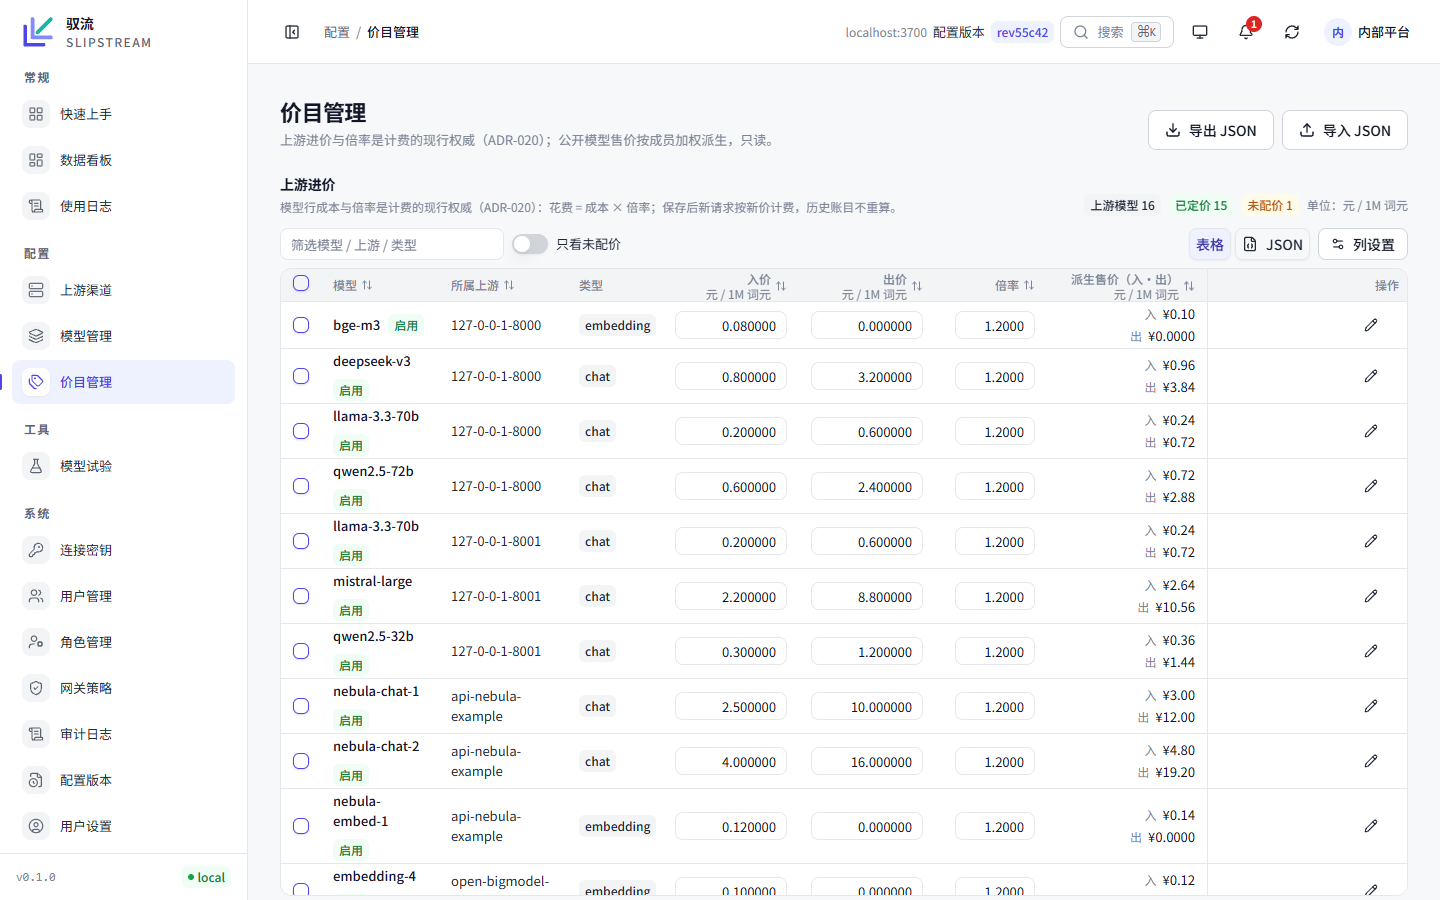 驭流
SLIPSTREAM
常规
快速上手
数据看板
使用日志
配置
上游渠道
模型管理
价目管理
工具
模型试验
系统
连接密钥
用户管理
角色管理
网关策略
审计日志
配置版本
用户设置
v0.1.0
local
配置 / 价目管理
localhost:3700 配置版本 rev55c42
搜索 ⌘K
1
内 内部平台
价目管理
上游进价与倍率是计费的现行权威（ADR-020）；公开模型售价按成员加权派生，只读。
导出 JSON
导入 JSON
上游进价
模型行成本与倍率是计费的现行权威（ADR-020）：花费 = 成本 × 倍率；保存后新请求按新价计费，历史账目不重算。
上游模型 16 已定价 15 未配价 1 单位：元 / 1M 词元
筛选模型 / 上游 / 类型
只看未配价
表格 JSON 列设置
模型 所属上游 类型 入价 元 / 1M 词元 出价 元 / 1M 词元 倍率 派生售价（入・出） 元 / 1M 词元 操作
bge-m3 启用 127-0-0-1-8000 embedding 0.080000 0.000000 1.2000 入 ¥0.10
出 ¥0.0000
deepseek-v3
启用 127-0-0-1-8000 chat 0.800000 3.200000 1.2000 入 ¥0.96
出 ¥3.84
llama-3.3-70b
启用 127-0-0-1-8000 chat 0.200000 0.600000 1.2000 入 ¥0.24
出 ¥0.72
qwen2.5-72b
启用 127-0-0-1-8000 chat 0.600000 2.400000 1.2000 入 ¥0.72
出 ¥2.88
llama-3.3-70b
启用 127-0-0-1-8001 chat 0.200000 0.600000 1.2000 入 ¥0.24
出 ¥0.72
mistral-large
启用 127-0-0-1-8001 chat 2.200000 8.800000 1.2000 入 ¥2.64
出 ¥10.56
qwen2.5-32b
启用 127-0-0-1-8001 chat 0.300000 1.200000 1.2000 入 ¥0.36
出 ¥1.44
nebula-chat-1
启用 api-nebula-
example chat 2.500000 10.000000 1.2000 入 ¥3.00
出 ¥12.00
nebula-chat-2
启用 api-nebula-
example chat 4.000000 16.000000 1.2000 入 ¥4.80
出 ¥19.20
nebula-
embed-1
启用 api-nebula-
example embedding 0.120000 0.000000 1.2000 入 ¥0.14
出 ¥0.0000
embedding-4 open-bigmodel- embedding 0.100000 0.000000 1.2000 入 ¥0.12